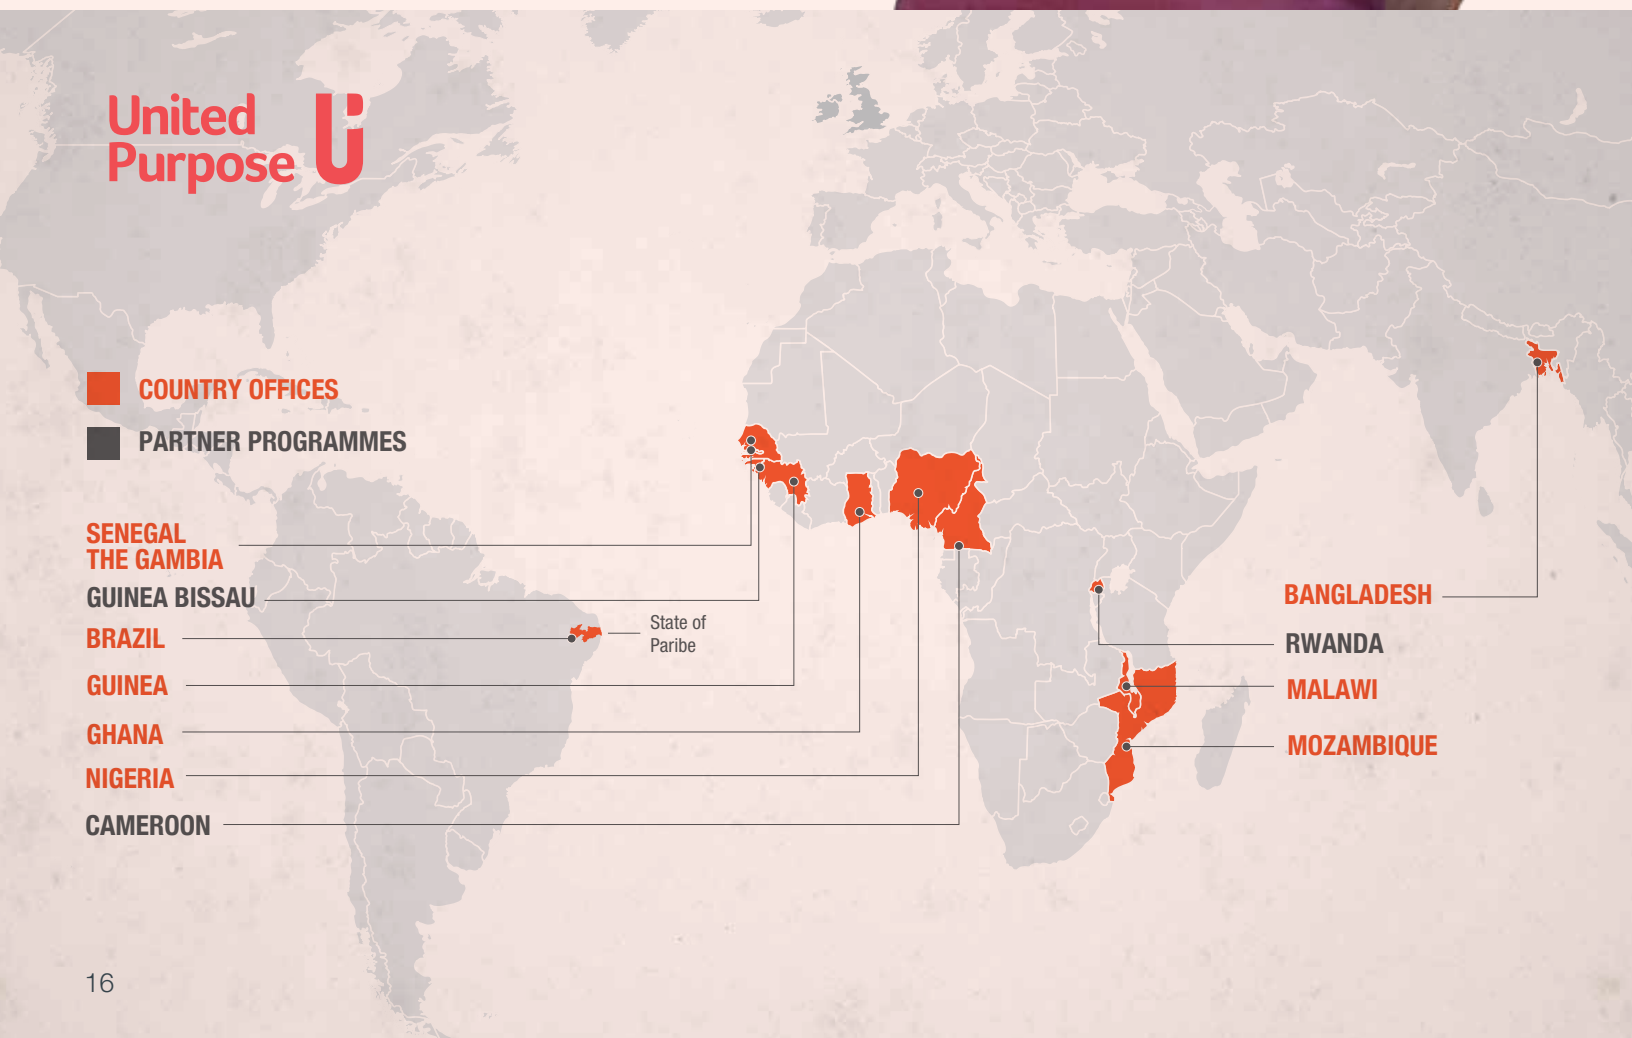 United
Purpose
COUNTRY OFFICES
PARTNER PROGRAMMES
SENEGAL
THE GAMBIA
GUINEA BISSAU
BRAZIL
State of
Paribe
GUINEA
GHANA
NIGERIA
CAMEROON
BANGLADESH
RWANDA
MALAWI
MOZAMBIQUE
16